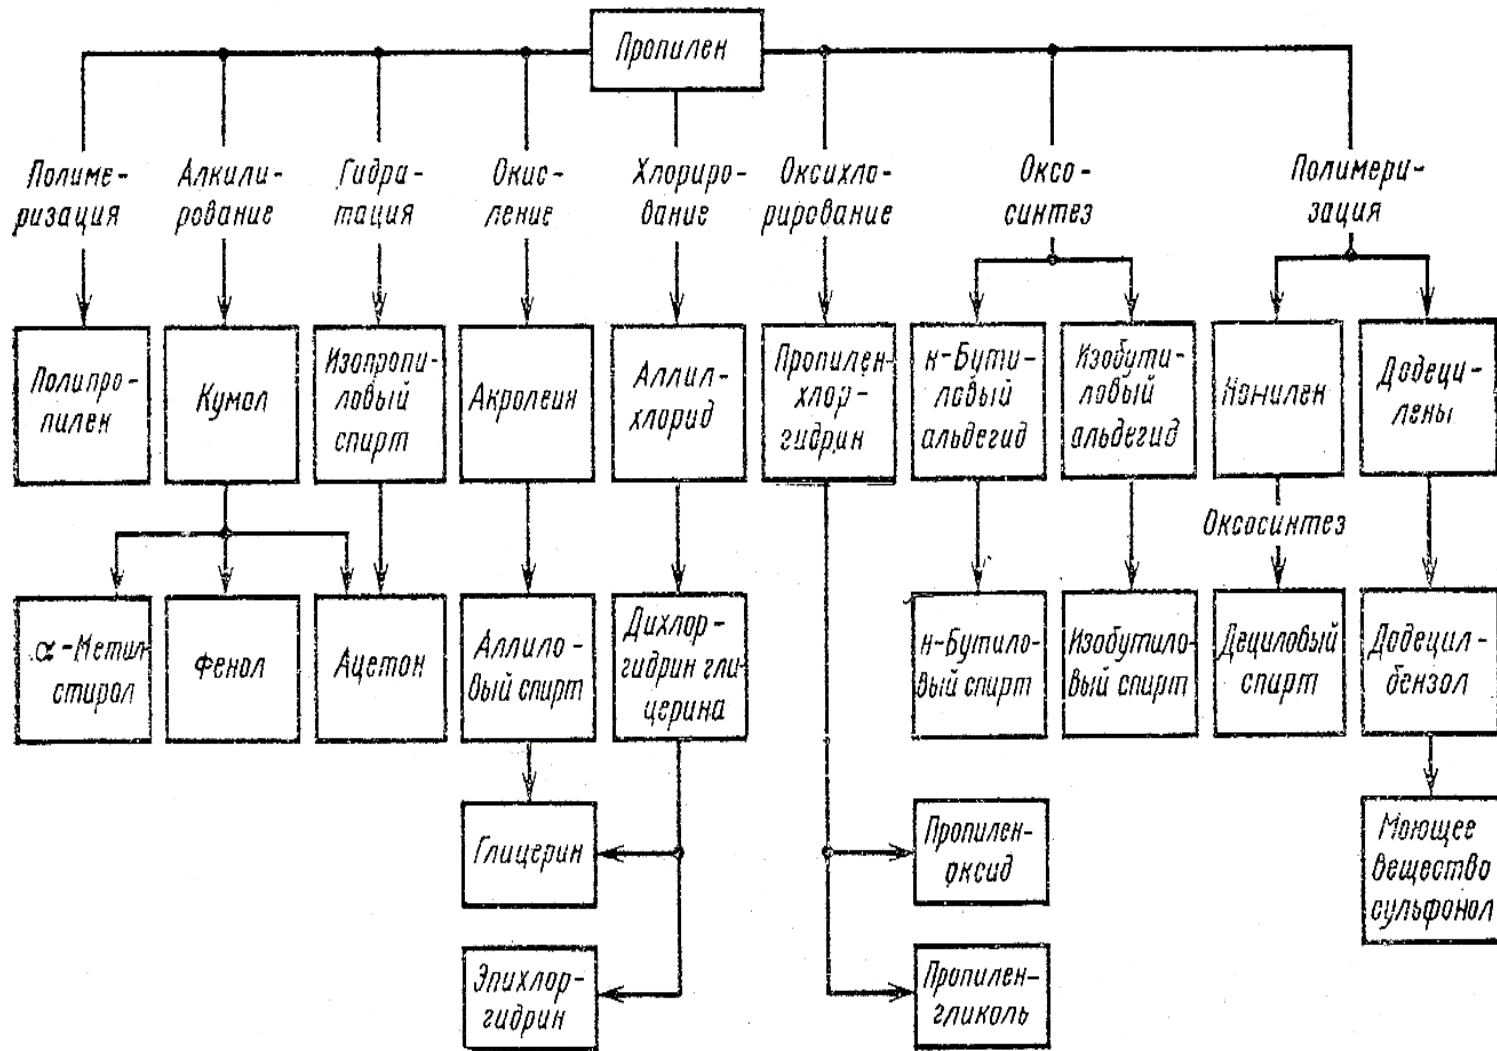 Пропилен
Полиме-
ризация
Алкили-
рование
Гидра-
тация
Окис-
ление
Хлориро-
вание
Оксихло-
рирование
Оксо-
синтез
Полимери-
зация
Полипро-
пилен
Кумол
Изопропи-
ловый
спирт
Акролеин
Аллил-
хлорид
Пропилен-
хлор-
гидрин
н-Бути-
ловый
альдегид
Изобути-
ловый
альдегид
Нонилен
Додеци-
лены
Оксосинтез
α-Метил-
стирол
Фенол
Ацетон
Аллило-
вый спирт
Дихлор-
гидрин гли-
церина
н-Бутило-
вый спирт
Изобутило-
вый спирт
Дециловый
спирт
Додецил-
бензол
Глицерин
Пропилен-
оксид
Моющее
вещество
сульфонол
Эпихлор-
гидрин
Пропилен-
гликоль